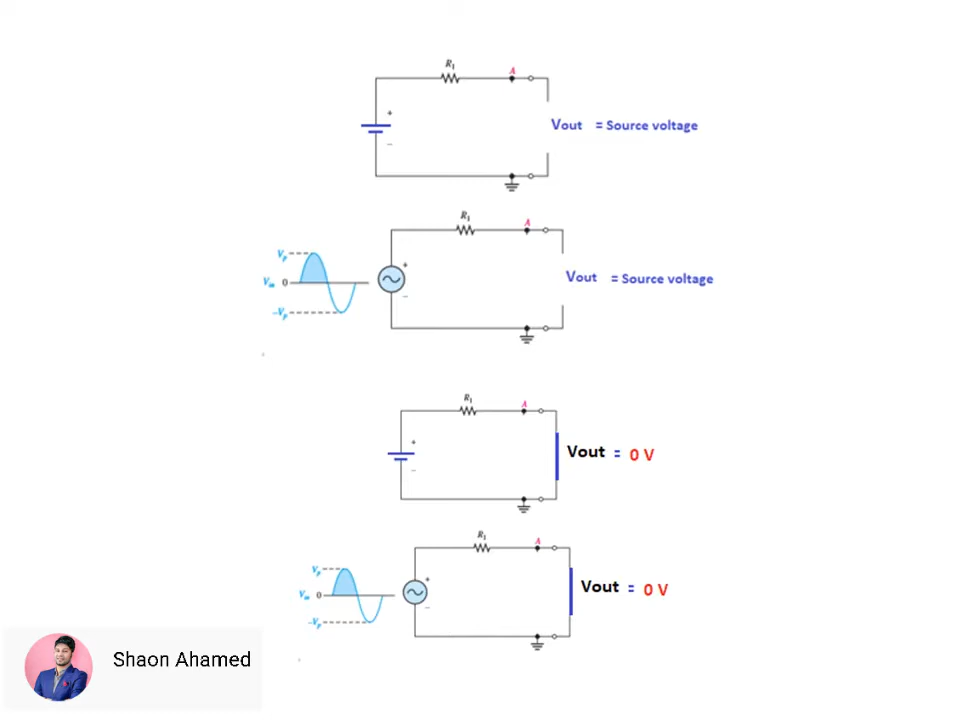 R1
A
+
Vout = Source voltage
−
R1
A
Vp
+
Vin 0
Vout = Source voltage
−
−Vp
R1
A
+
Vout = 0 V
−
R1
A
Vp
+
Vin 0
Vout = 0 V
−
−Vp
Shaon Ahamed